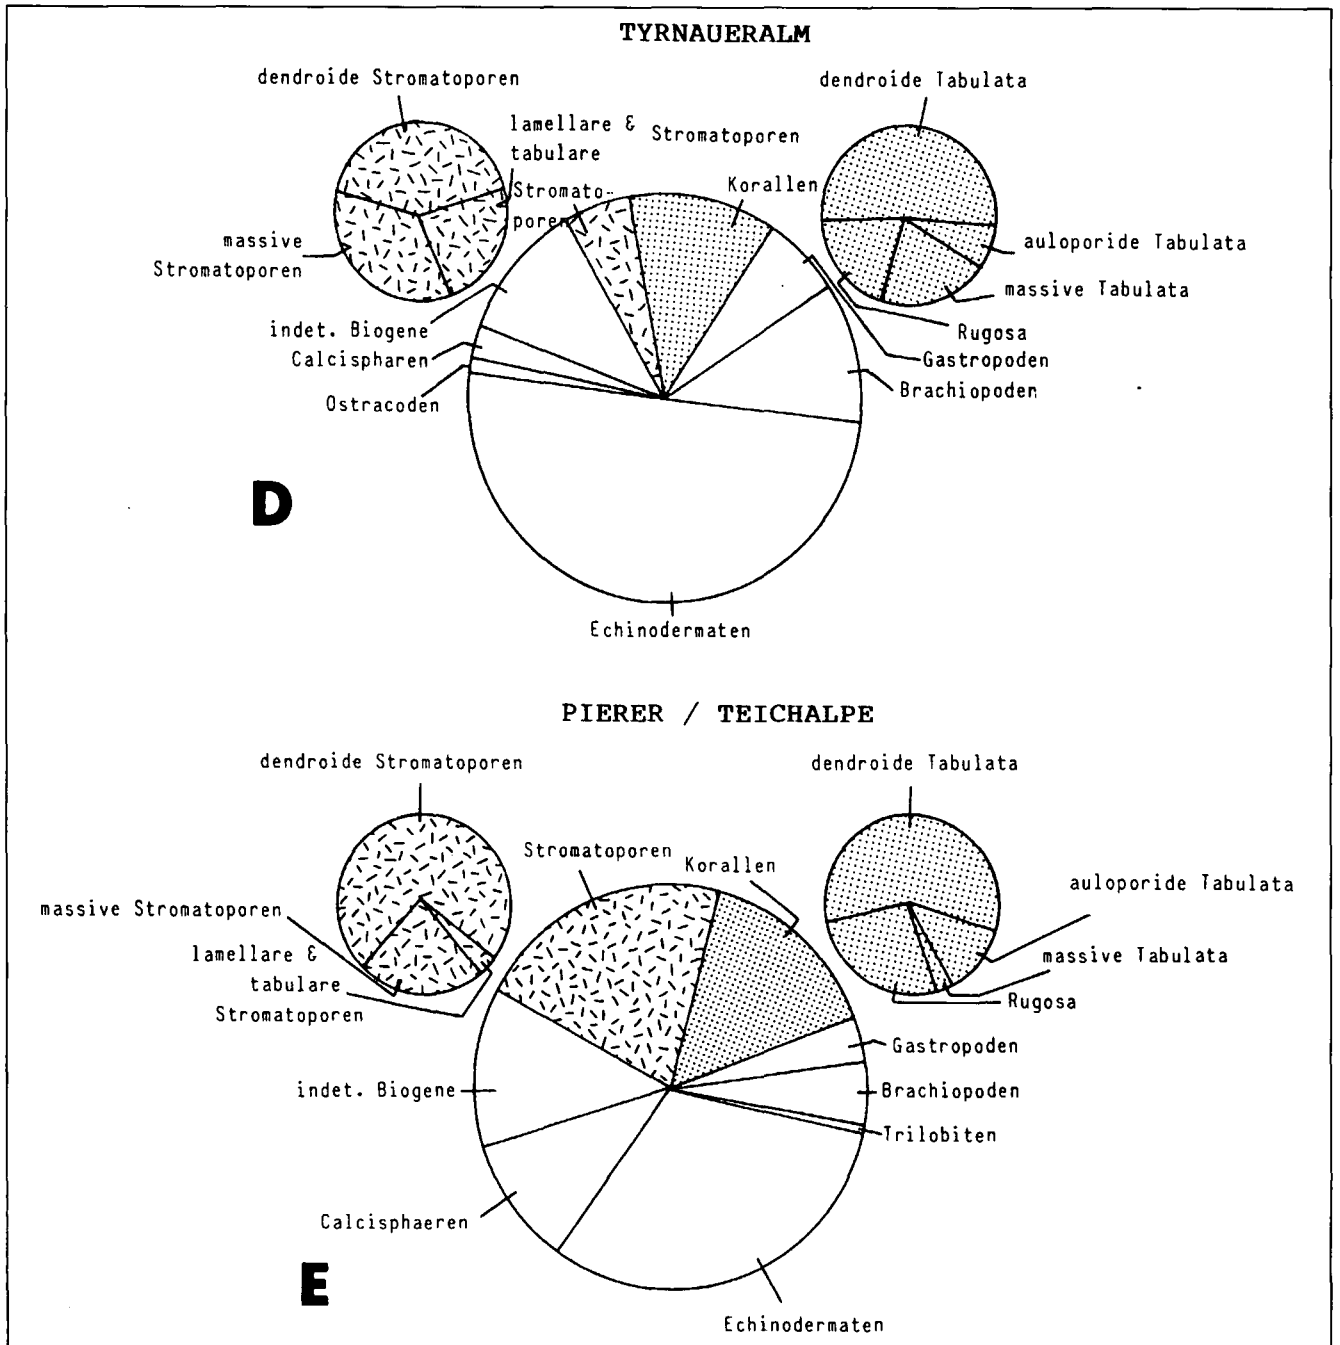 TYRNAUERALM
dendroide Stromatoporen
dendroide Tabulata
lamellare &
tabulare
Stromatoporen
Stromato-
poren
Korallen
massive
Stromatoporen
auloporide Tabulata
massive Tabulata
indet. Biogene
Rugosa
Calcispharen
Gastropoden
Ostracoden
Brachiopoden
D
Echinodermaten
PIERER / TEICHALPE
dendroide Stromatoporen
dendroide Tabulata
Stromatoporen
Korallen
auloporide Tabulata
massive Stromatoporen
lamellare &
tabulare
Stromatoporen
massive Tabulata
Rugosa
Gastropoden
indet. Biogene
Brachiopoden
Trilobiten
Calcisphaeren
E
Echinodermaten